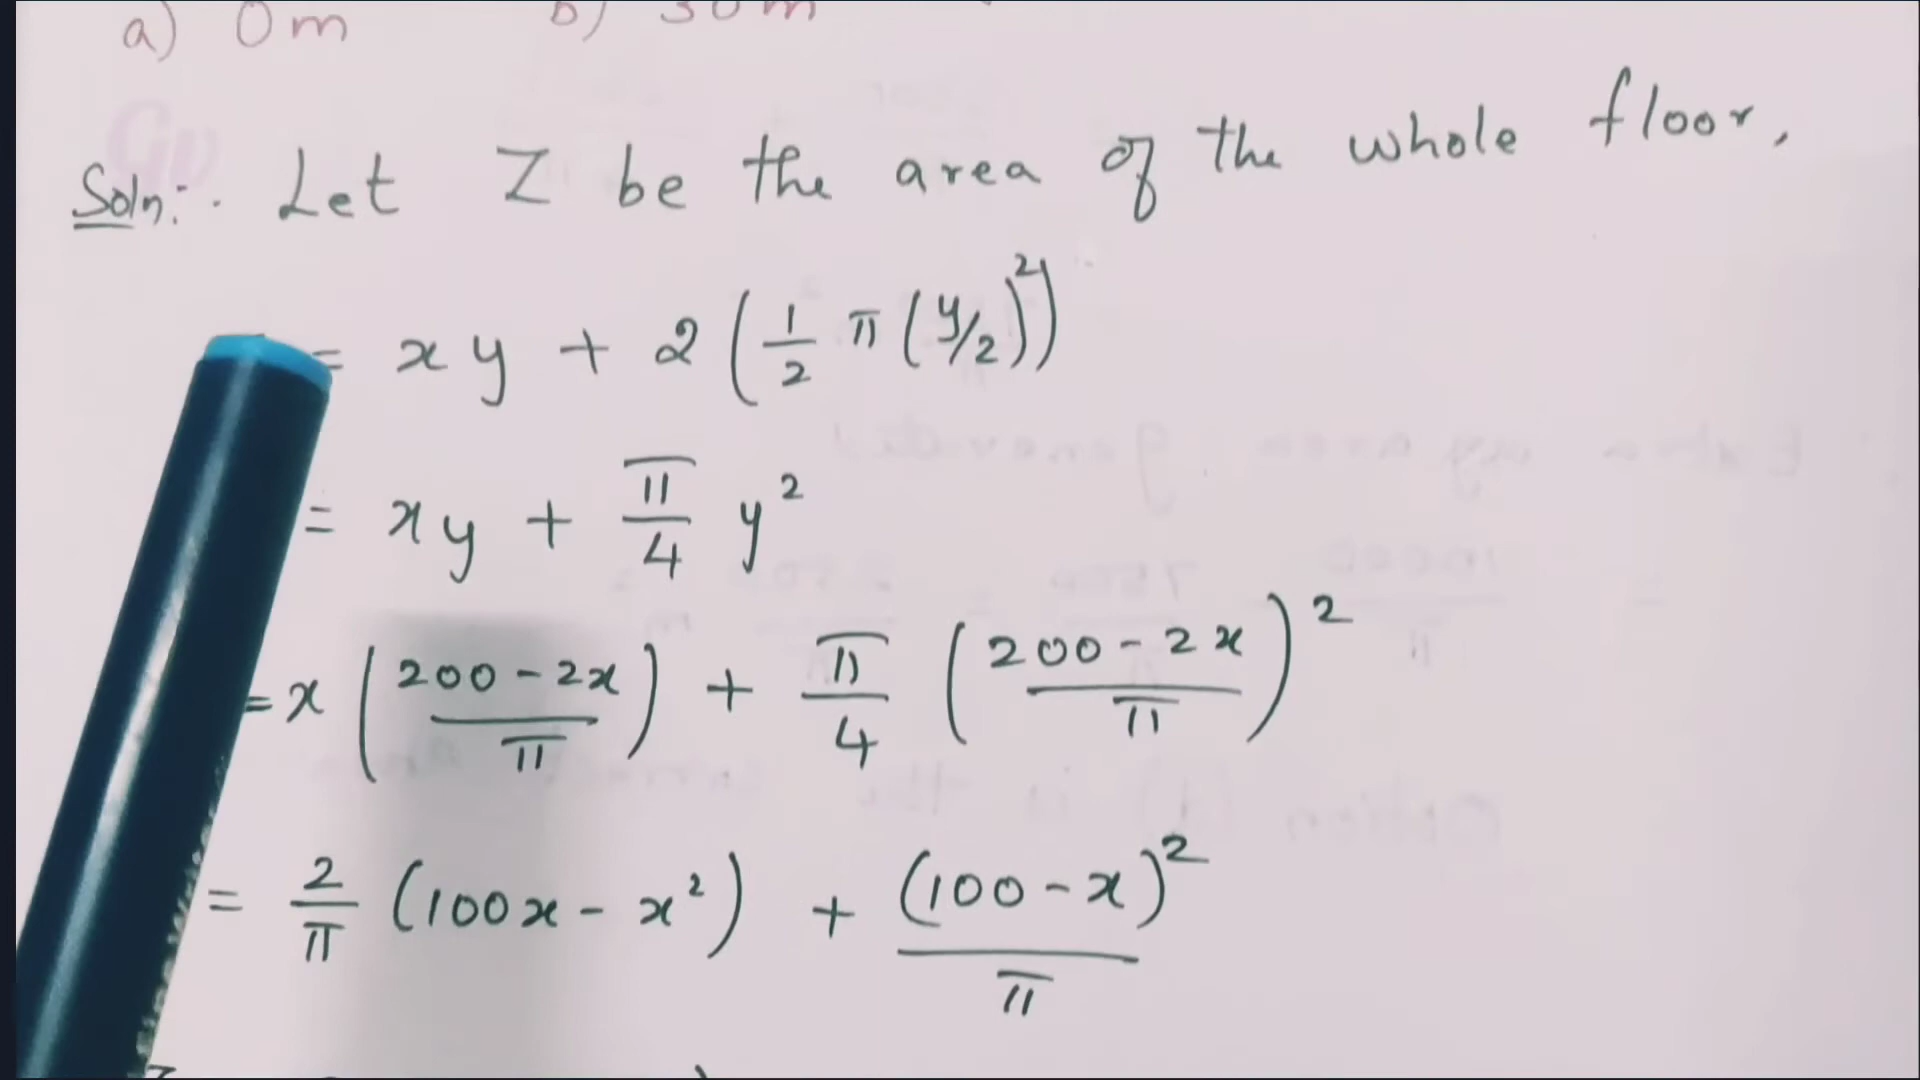 a) 0m b) 30m
Soln:. Let Z be the area of the whole floor.
= xy + 2 (1/2 π (y/2)²)
= xy + π/4 y²
= x ((200 - 2x)/π) + π/4 ((200 - 2x)/π)²
= 2/π (100x - x²) + (100 - x)²/π